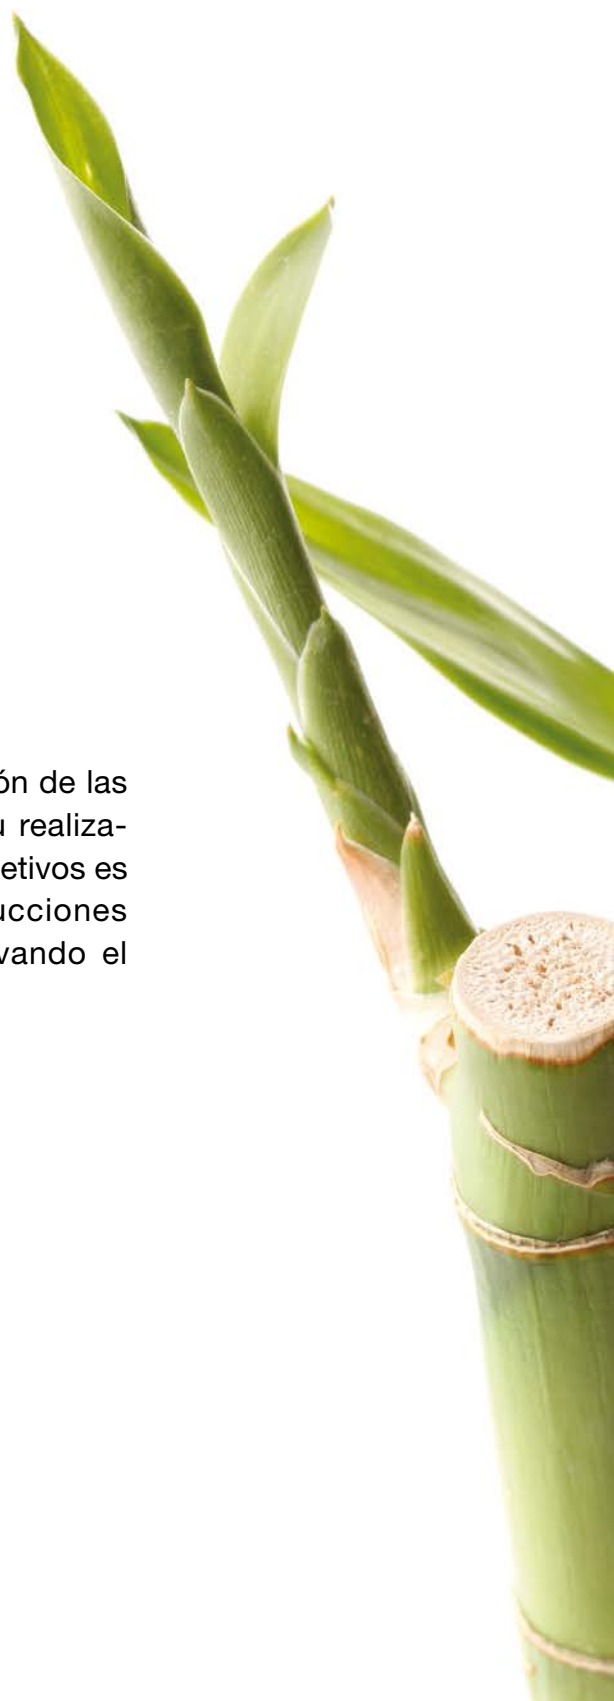 ón de las
u realiza-
etivos es
ucciones
vando el